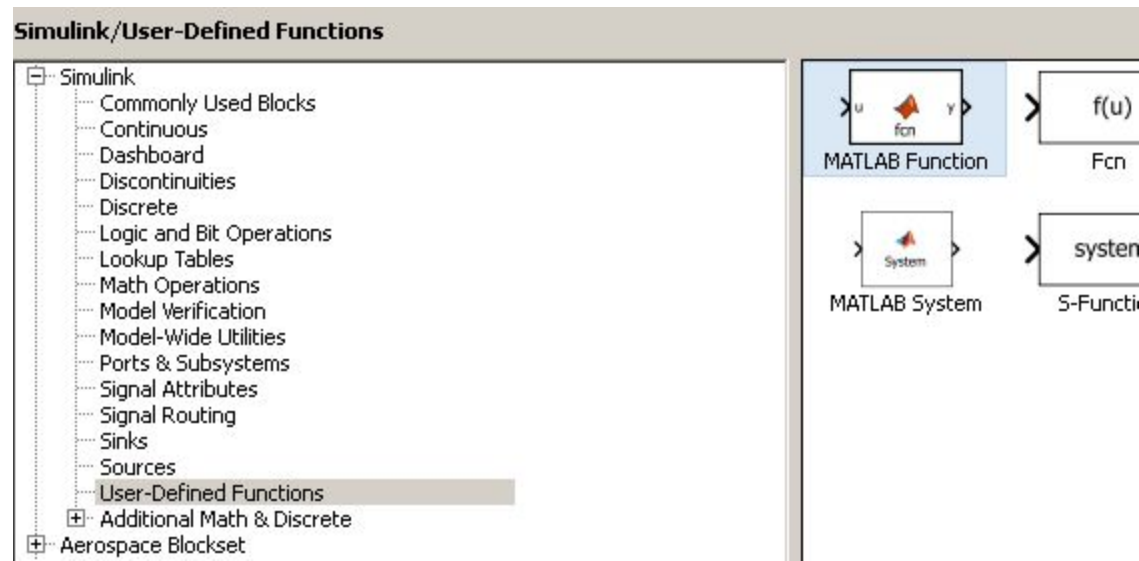 Simulink/User-Defined Functions
Simulink
Commonly Used Blocks
Continuous
Dashboard
Discontinuities
Discrete
Logic and Bit Operations
Lookup Tables
Math Operations
Model Verification
Model-Wide Utilities
Ports & Subsystems
Signal Attributes
Signal Routing
Sinks
Sources
User-Defined Functions
Additional Math & Discrete
Aerospace Blockset
u fcn y
MATLAB Function
f(u)
Fcn
System
MATLAB System
system
S-Functi